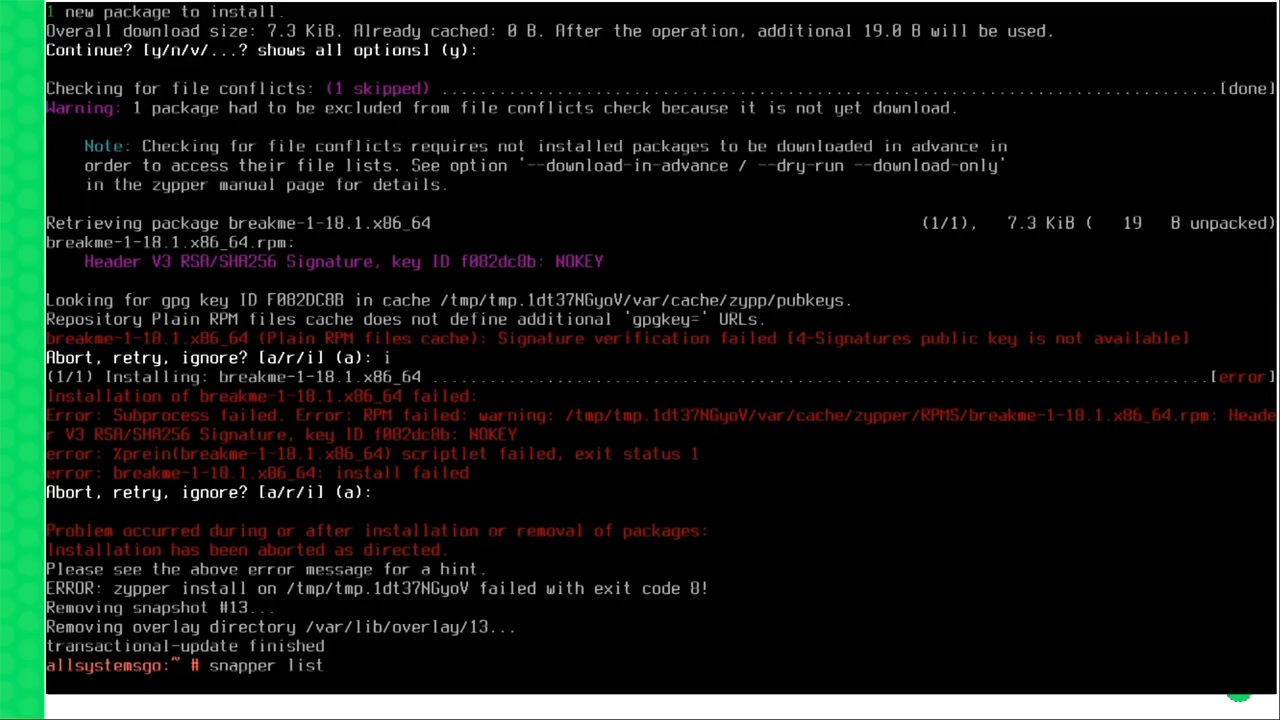 1 new package to install.
Overall download size: 7.3 KiB. Already cached: 0 B. After the operation, additional 19.0 B will be used.
Continue? [y/n/v/...? shows all options] (y):
Checking for file conflicts: (1 skipped) ..............................................................................[done]
Warning: 1 package had to be excluded from file conflicts check because it is not yet download.
Note: Checking for file conflicts requires not installed packages to be downloaded in advance in
order to access their file lists. See option '--download-in-advance / --dry-run --download-only'
in the zypper manual page for details.
Retrieving package breakme-1-18.1.x86_64 (1/1), 7.3 KiB ( 19 B unpacked)
breakme-1-18.1.x86_64.rpm:
Header V3 RSA/SHA256 Signature, key ID f082dc8b: NOKEY
Looking for gpg key ID F082DC8B in cache /tmp/tmp.1dt37NGyoV/var/cache/zypp/pubkeys.
Repository Plain RPM files cache does not define additional 'gpgkey=' URLs.
breakme-1-18.1.x86_64 (Plain RPM files cache): Signature verification failed [4-Signatures public key is not available]
Abort, retry, ignore? [a/r/i] (a): i
(1/1) Installing: breakme-1-18.1.x86_64 ................................................................................[error]
Installation of breakme-1-18.1.x86_64 failed:
Error: Subprocess failed. Error: RPM failed: warning: /tmp/tmp.1dt37NGyoV/var/cache/zypper/RPMS/breakme-1-18.1.x86_64.rpm: Heade
r V3 RSA/SHA256 Signature, key ID f082dc8b: NOKEY
error: %prein(breakme-1-18.1.x86_64) scriptlet failed, exit status 1
error: breakme-1-18.1.x86_64: install failed
Abort, retry, ignore? [a/r/i] (a):
Problem occurred during or after installation or removal of packages:
Installation has been aborted as directed.
Please see the above error message for a hint.
ERROR: zypper install on /tmp/tmp.1dt37NGyoV failed with exit code 8!
Removing snapshot #13...
Removing overlay directory /var/lib/overlay/13...
transactional-update finished
allsystemsgo:~ # snapper list